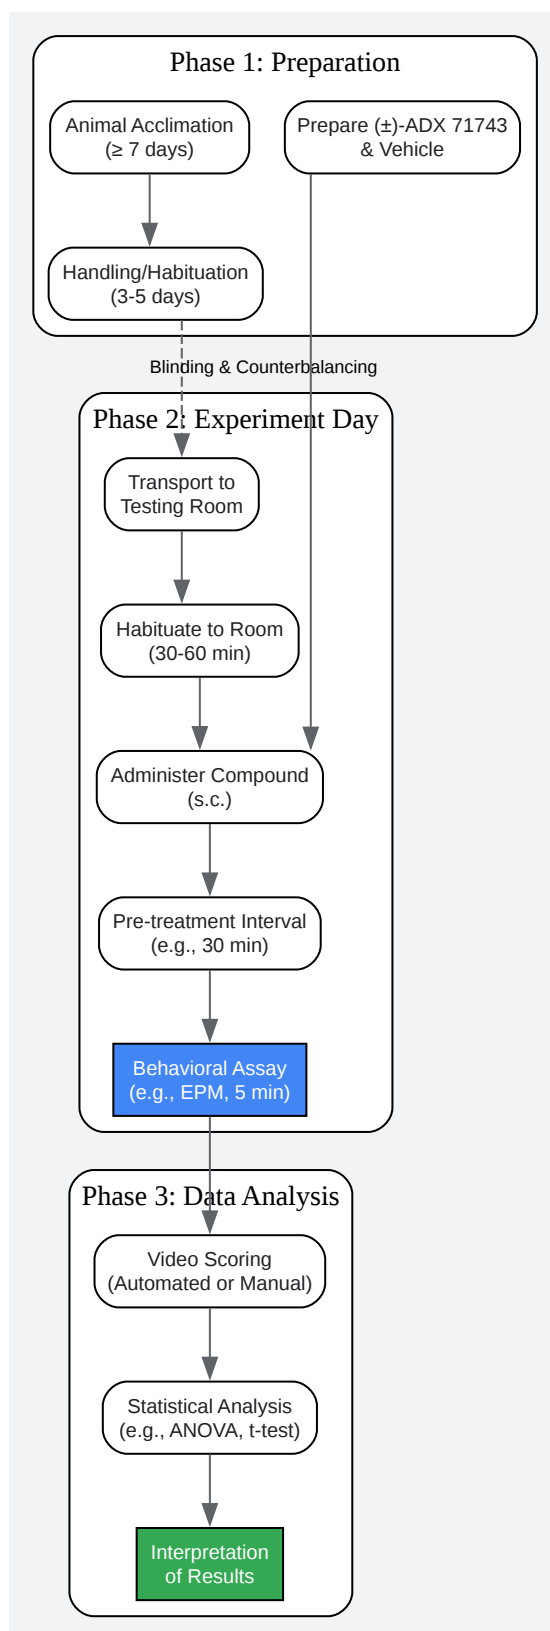 Phase 1: Preparation
Animal Acclimation
(≥ 7 days)
Prepare (±)-ADX 71743
& Vehicle
Handling/Habituation
(3-5 days)
Blinding & Counterbalancing
Phase 2: Experiment Day
Transport to
Testing Room
Habituate to Room
(30-60 min)
Administer Compound
(s.c.)
Pre-treatment Interval
(e.g., 30 min)
Behavioral Assay
(e.g., EPM, 5 min)
Phase 3: Data Analysis
Video Scoring
(Automated or Manual)
Statistical Analysis
(e.g., ANOVA, t-test)
Interpretation
of Results